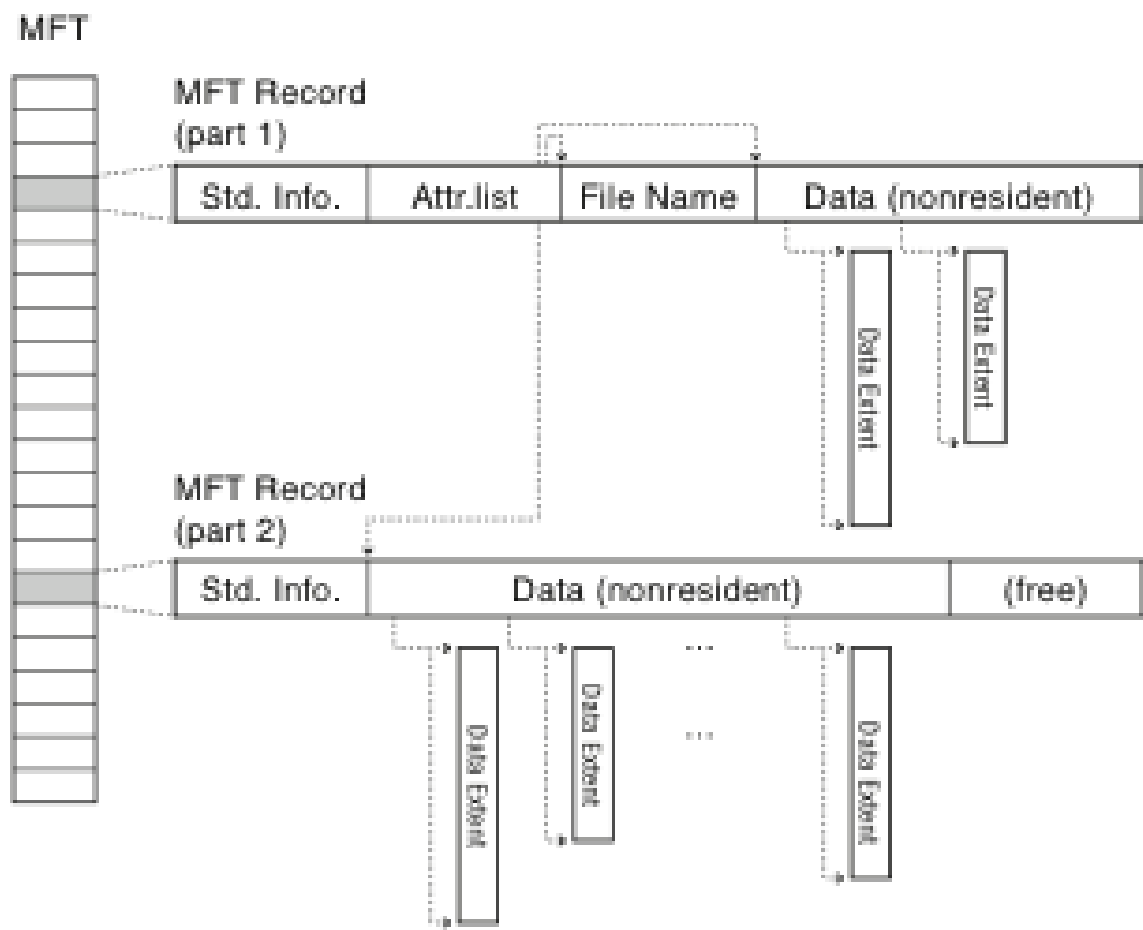 MFT
MFT Record
(part 1)
Std. Info.
Attr.list
File Name
Data (nonresident)
Data Extent
Data Extent
MFT Record
(part 2)
Std. Info.
Data (nonresident)
(free)
Data Extent
Data Extent
...
...
Data Extent